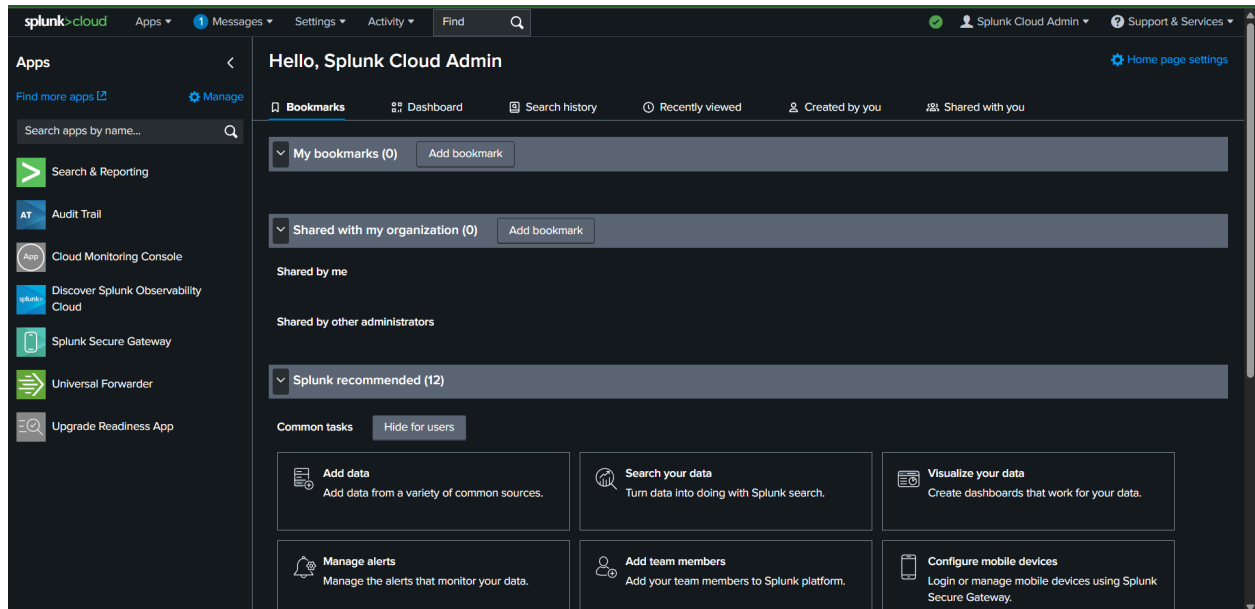 splunk>cloud Apps 1 Messages Settings Activity Find Splunk Cloud Admin ? Support & Services
Apps
Find more apps Manage
Search apps by name...
Search & Reporting
AT Audit Trail
App Cloud Monitoring Console
splunk> Discover Splunk Observability
Cloud
Splunk Secure Gateway
Universal Forwarder
Upgrade Readiness App
Hello, Splunk Cloud Admin
Home page settings
Bookmarks Dashboard Search history Recently viewed Created by you Shared with you
My bookmarks (0) Add bookmark
Shared with my organization (0) Add bookmark
Shared by me
Shared by other administrators
Splunk recommended (12)
Common tasks Hide for users
Add data
Add data from a variety of common sources.
Search your data
Turn data into doing with Splunk search.
Visualize your data
Create dashboards that work for your data.
Manage alerts
Manage the alerts that monitor your data.
Add team members
Add your team members to Splunk platform.
Configure mobile devices
Login or manage mobile devices using Splunk
Secure Gateway.